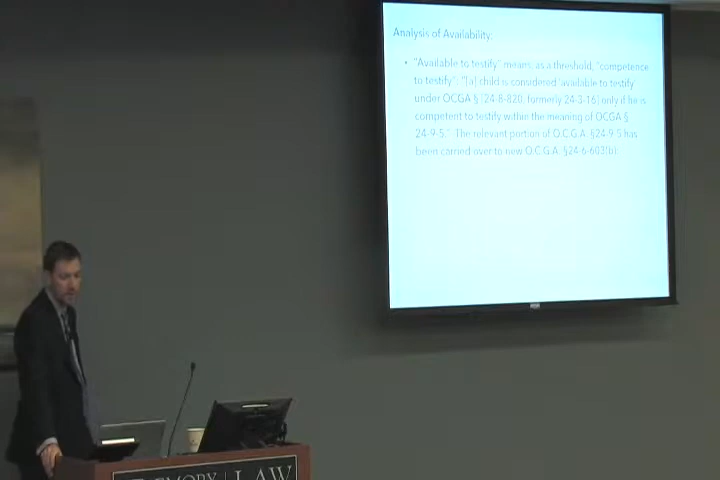 Analysis of Availability:
• "Available to testify" means, as a threshold, "competence
to testify": "[a] child is considered 'available to testify'
under OCGA § [24-8-820, formerly 24-3-16] only if he is
competent to testify within the meaning of OCGA §
24-9-5." The relevant portion of O.C.G.A. §24-9-5 has
been carried over to new O.C.G.A. §24-6-603(b).
EMORY | LAW